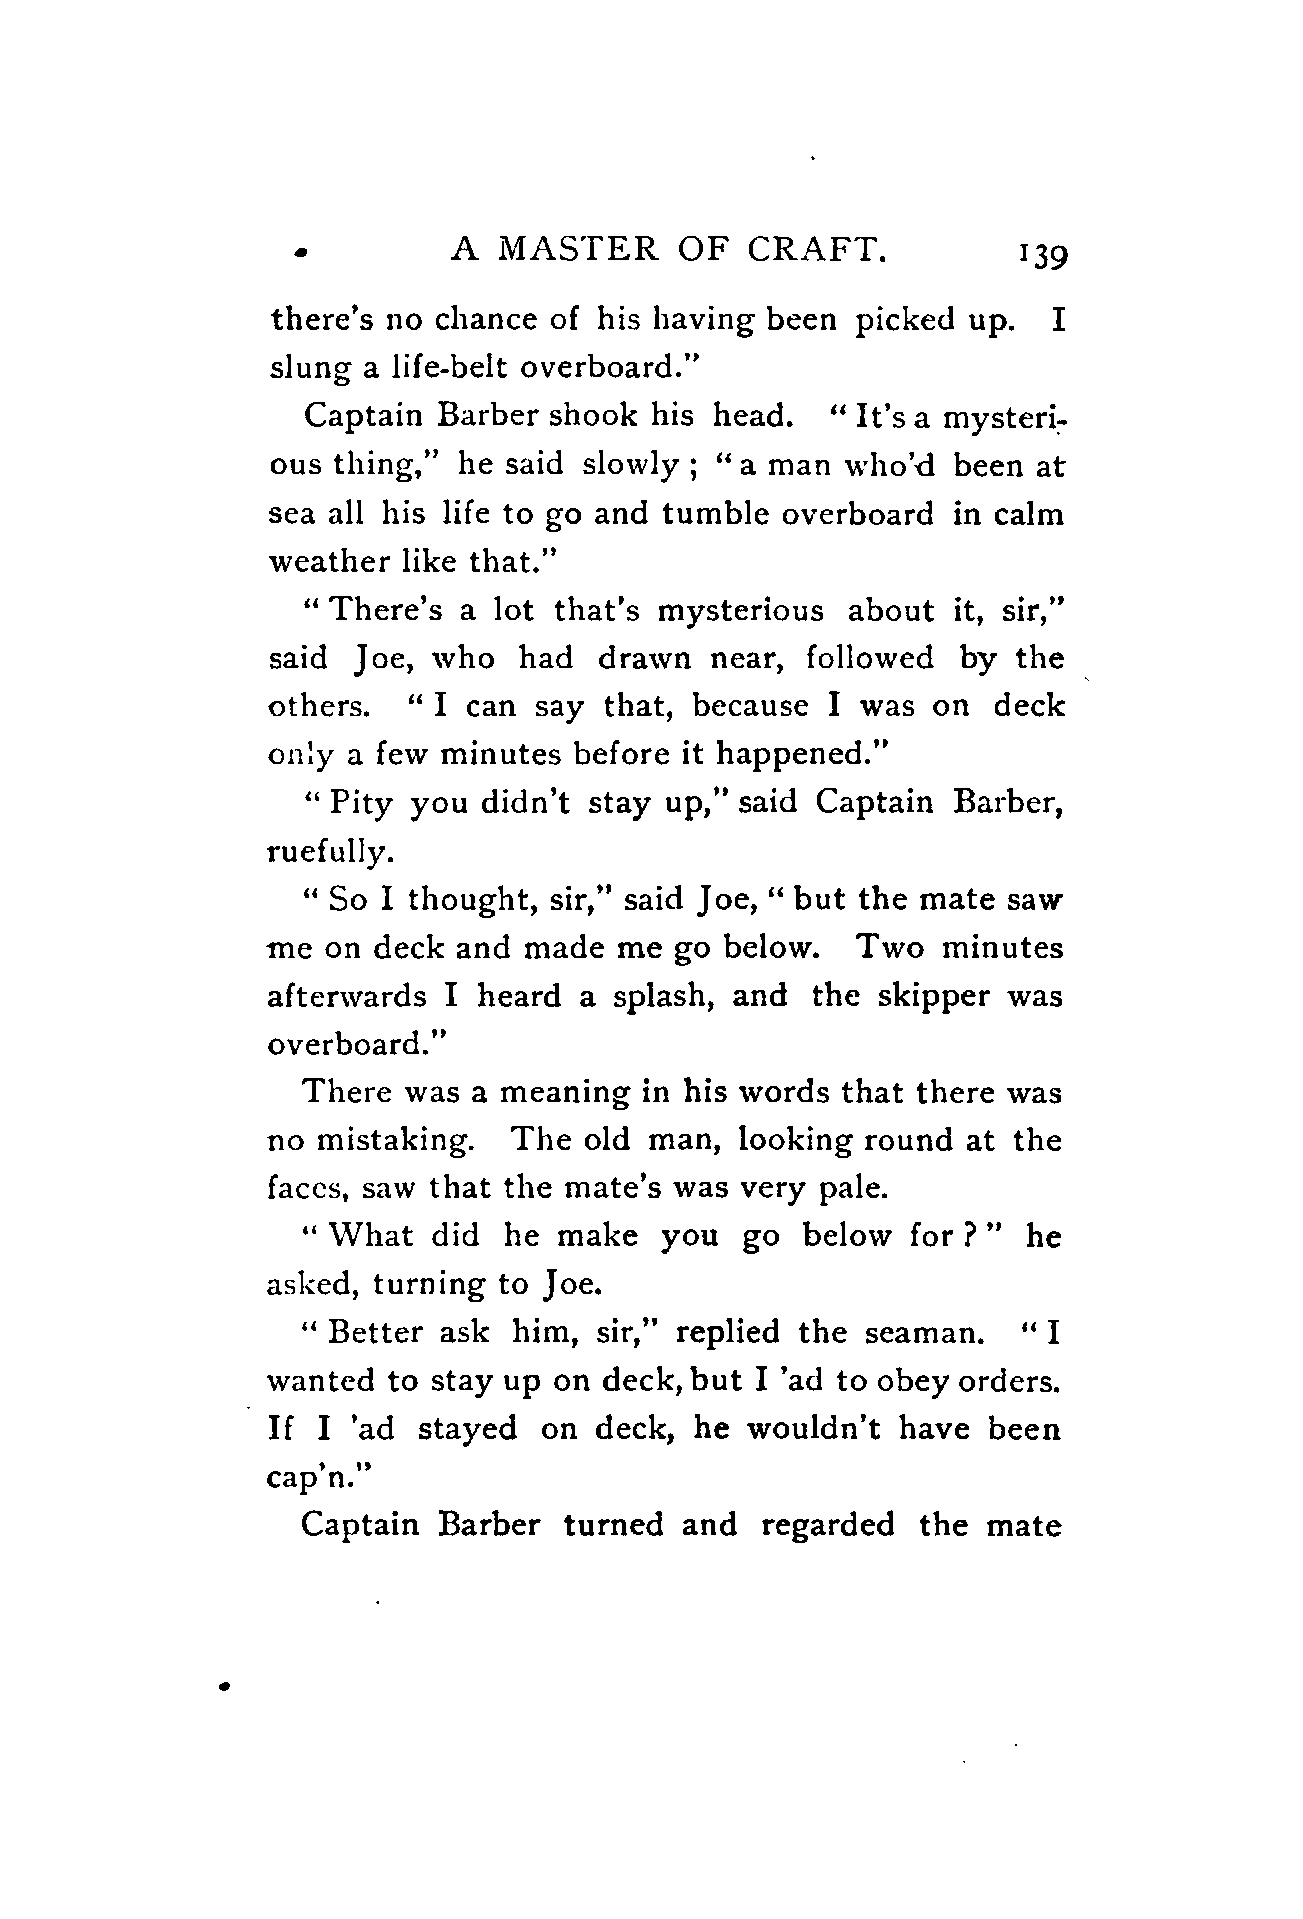 A MASTER OF CRAFT. 139
there's no chance of his having been picked up. I
slung a life-belt overboard."
Captain Barber shook his head. "It's a mysteri-
ous thing," he said slowly; "a man who'd been at
sea all his life to go and tumble overboard in calm
weather like that."
"There's a lot that's mysterious about it, sir,"
said Joe, who had drawn near, followed by the
others. "I can say that, because I was on deck
only a few minutes before it happened."
"Pity you didn't stay up," said Captain Barber,
ruefully.
"So I thought, sir," said Joe, "but the mate saw
me on deck and made me go below. Two minutes
afterwards I heard a splash, and the skipper was
overboard."
There was a meaning in his words that there was
no mistaking. The old man, looking round at the
faces, saw that the mate's was very pale.
"What did he make you go below for?" he
asked, turning to Joe.
"Better ask him, sir," replied the seaman. "I
wanted to stay up on deck, but I 'ad to obey orders.
If I 'ad stayed on deck, he wouldn't have been
cap'n."
Captain Barber turned and regarded the mate